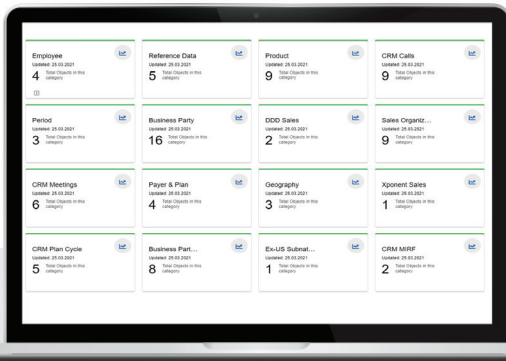 Employee
Updated: 25.03.2021
4 Total Objects in this
category
Reference Data
Updated: 25.03.2021
5 Total Objects in this
category
Product
Updated: 25.03.2021
9 Total Objects in this
category
CRM Calls
Updated: 25.03.2021
9 Total Objects in this
category
Period
Updated: 25.03.2021
3 Total Objects in this
category
Business Party
Updated: 25.03.2021
16 Total Objects in this
category
DDD Sales
Updated: 25.03.2021
2 Total Objects in this
category
Sales Organiz...
Updated: 25.03.2021
9 Total Objects in this
category
CRM Meetings
Updated: 25.03.2021
6 Total Objects in this
category
Payer & Plan
Updated: 25.03.2021
4 Total Objects in this
category
Geography
Updated: 25.03.2021
3 Total Objects in this
category
Xponent Sales
Updated: 25.03.2021
1 Total Objects in this
category
CRM Plan Cycle
Updated: 25.03.2021
5 Total Objects in this
category
Business Part...
Updated: 25.03.2021
8 Total Objects in this
category
Ex-US Subnat...
Updated: 25.03.2021
1 Total Objects in this
category
CRM MIRF
Updated: 25.03.2021
2 Total Objects in this
category